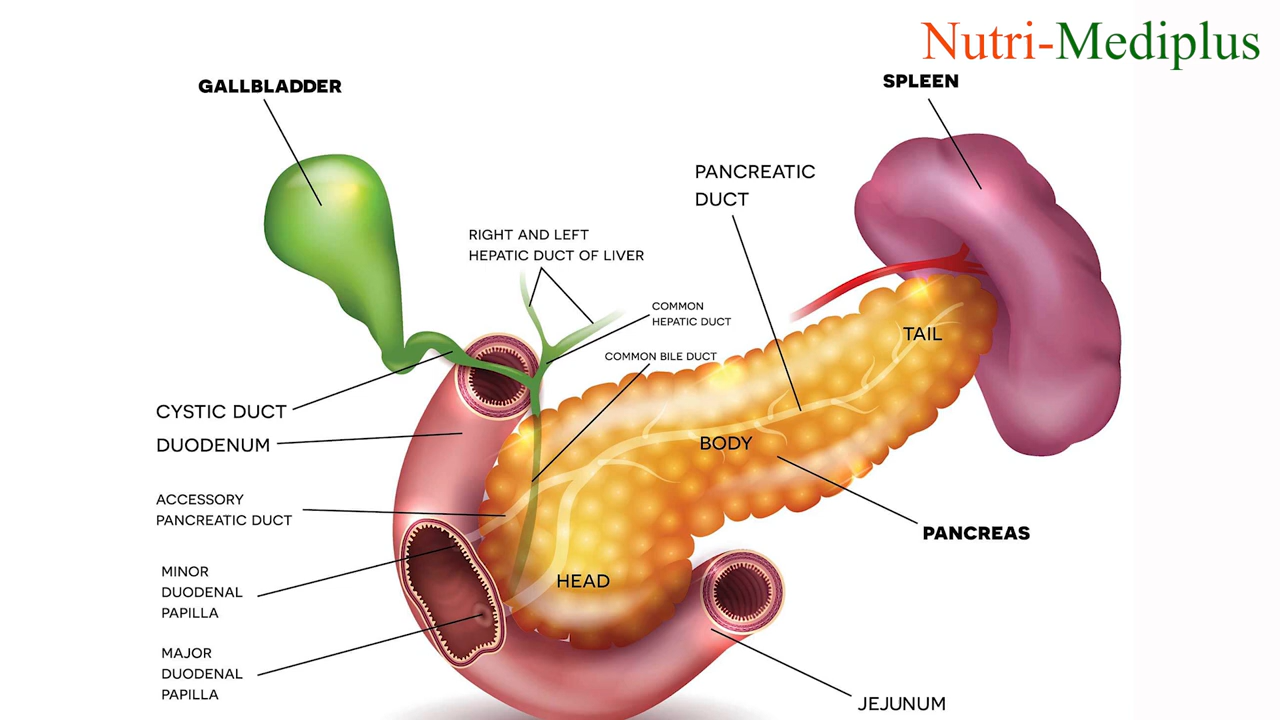 Nutri-Mediplus
GALLBLADDER
SPLEEN
PANCREATIC
DUCT
RIGHT AND LEFT
HEPATIC DUCT OF LIVER
COMMON
HEPATIC DUCT
COMMON BILE DUCT
TAIL
CYSTIC DUCT
DUODENUM
BODY
ACCESSORY
PANCREATIC DUCT
PANCREAS
MINOR
DUODENAL
PAPILLA
HEAD
MAJOR
DUODENAL
PAPILLA
JEJUNUM